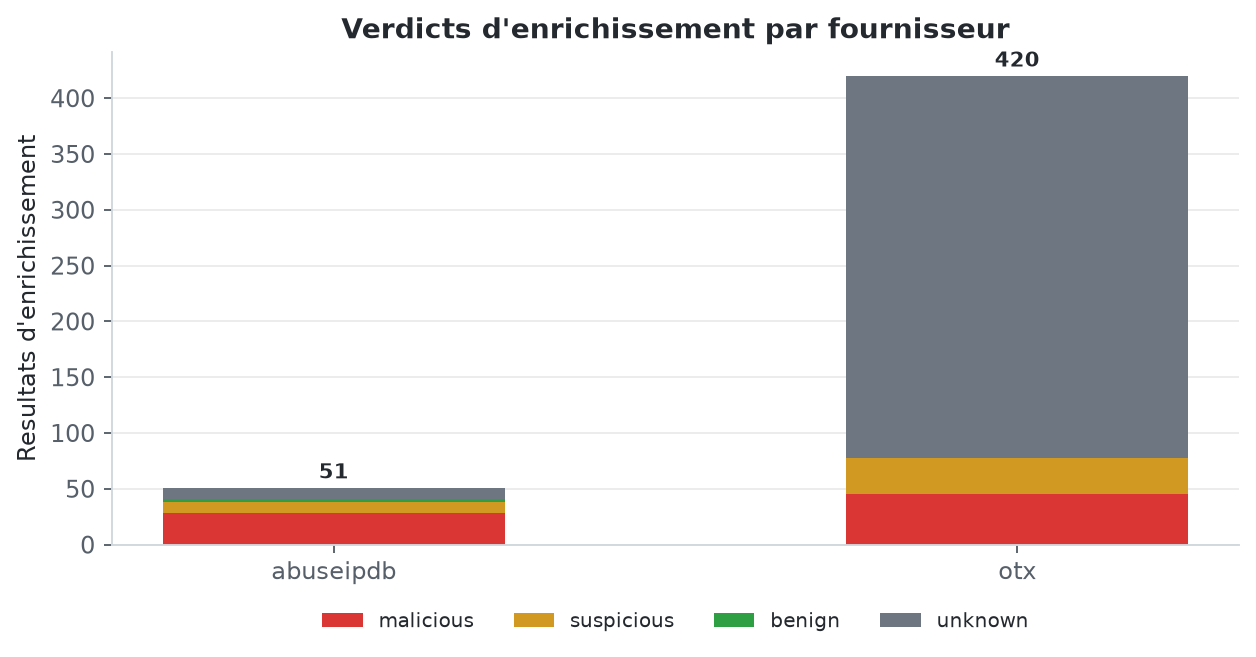 Verdicts d'enrichissement par fournisseur
Resultats d'enrichissement
400
350
300
250
200
150
100
50
0
51
420
abuseipdb
otx
malicious
suspicious
benign
unknown